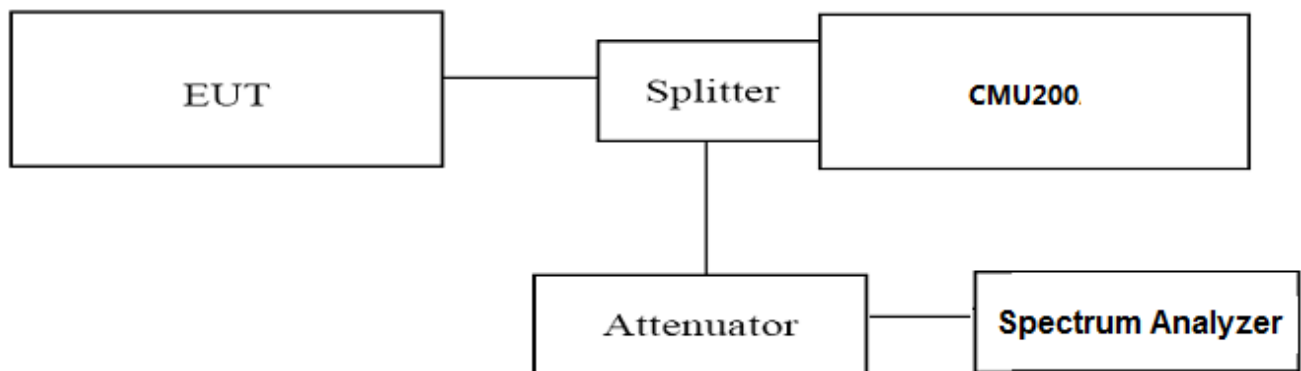 EUT
Splitter
CMU200
Attenuator
Spectrum Analyzer